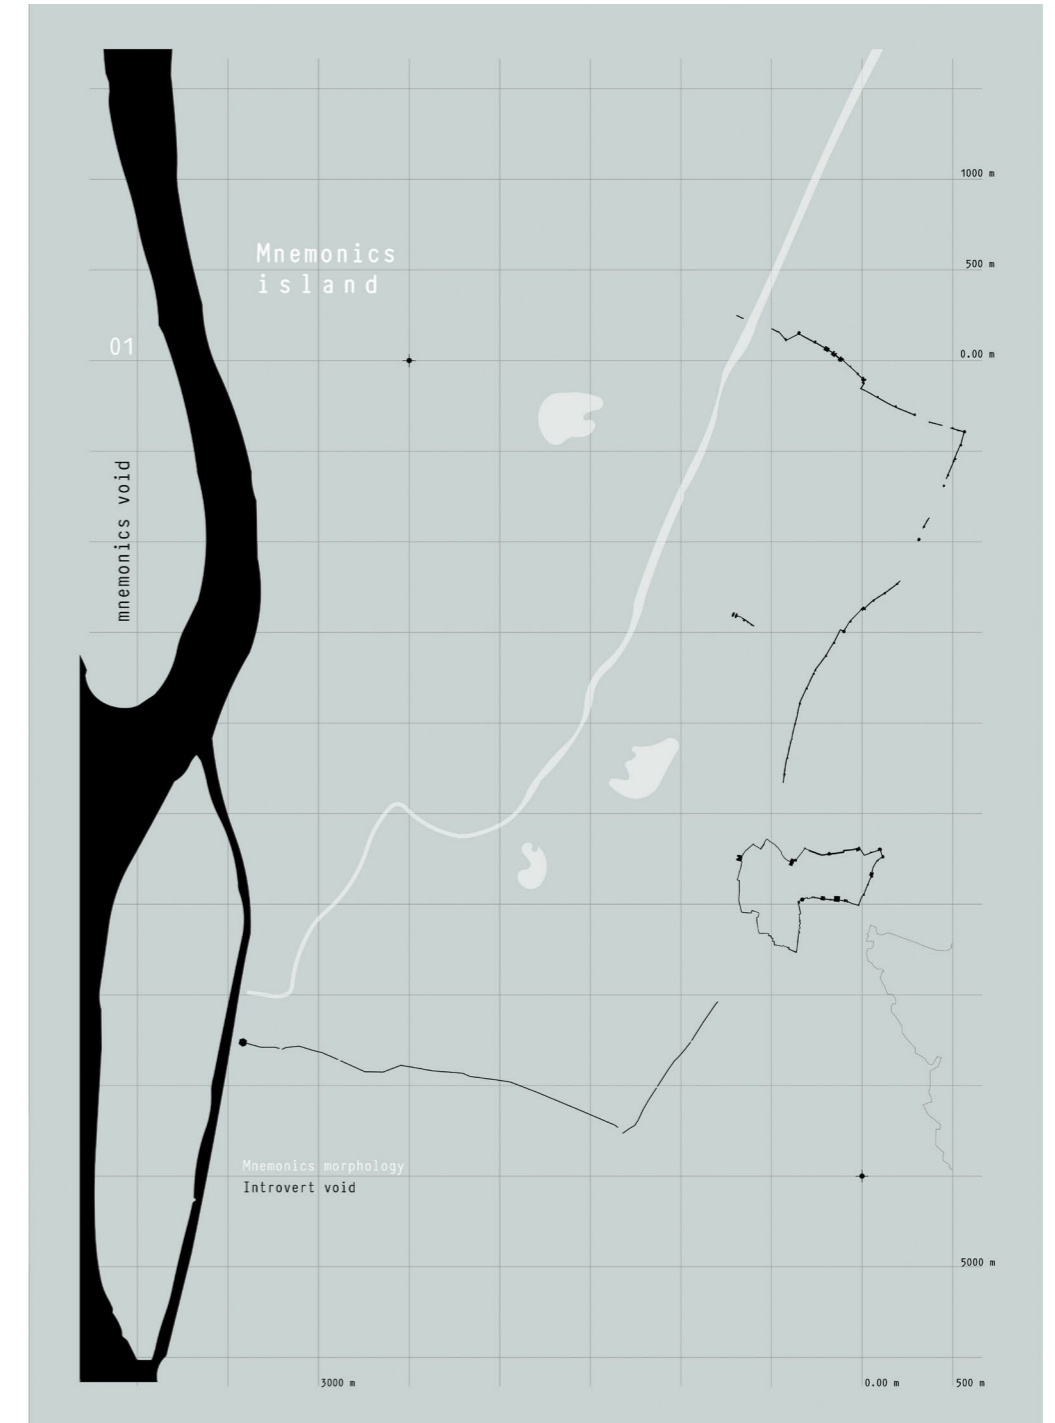 1000 m
Mnemonics
island
500 m
01
0.00 m
mnemonics void
Mnemonics morphology
Introvert void
5000 m
3000 m
0.00 m
500 m